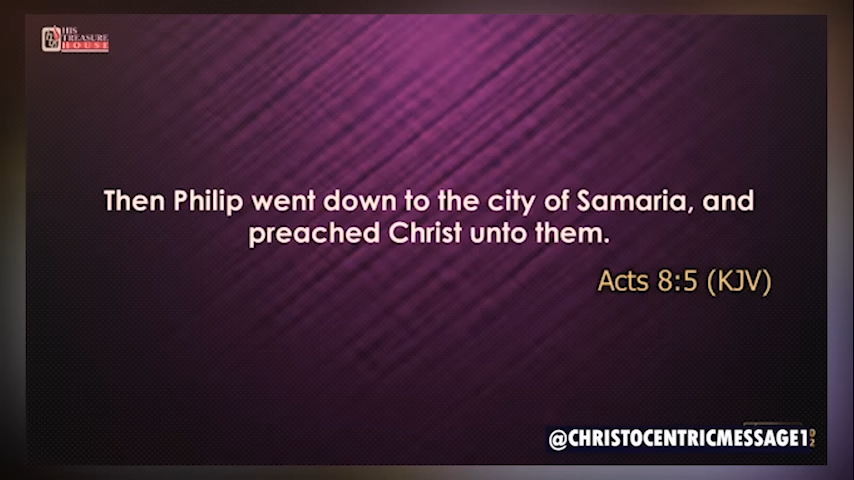 HIS
TREASURE
HOUSE
Then Philip went down to the city of Samaria, and
preached Christ unto them.
Acts 8:5 (KJV)
@CHRISTOCENTRICMESSAGE1